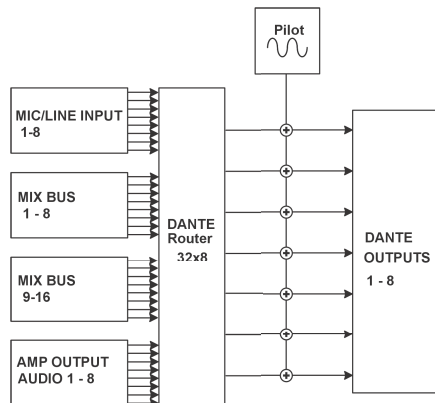 Pilot
MIC/LINE INPUT
1-8
MIX BUS
1 - 8
MIX BUS
9-16
AMP OUTPUT
AUDIO 1 - 8
DANTE
Router
32x8
DANTE
OUTPUTS
1 - 8